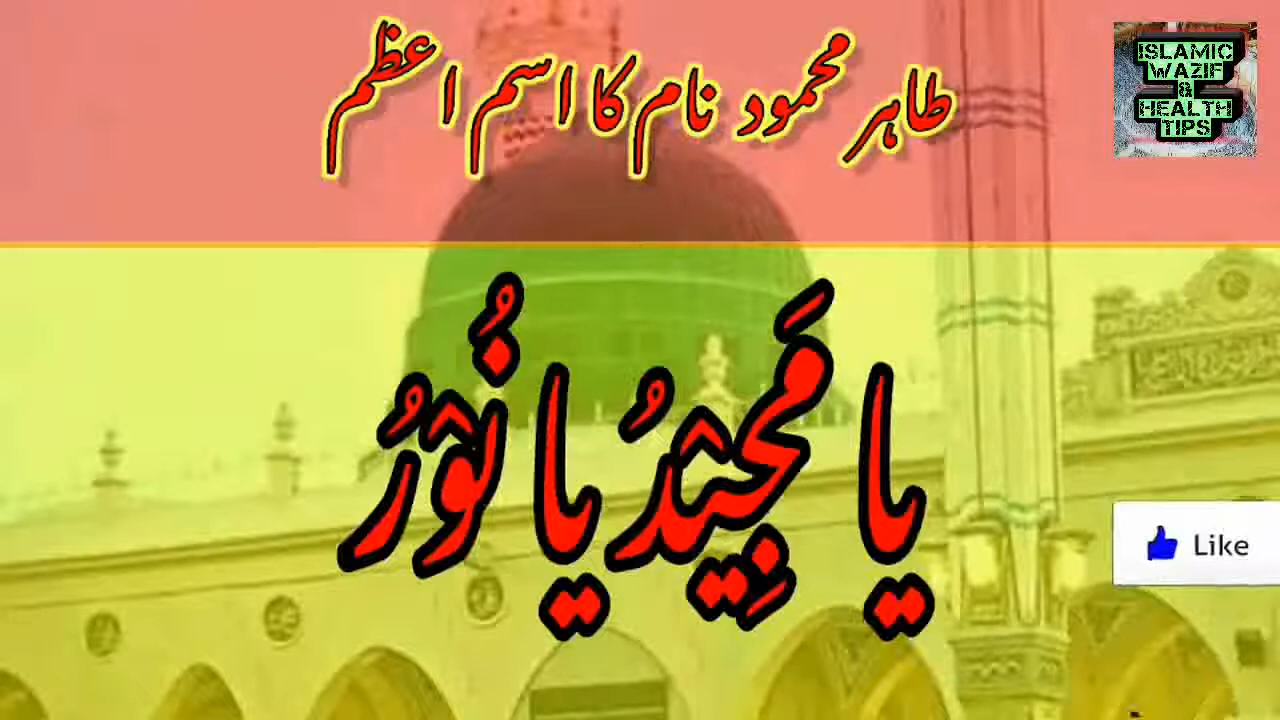 طاہر محمود نام کا اسم اعظم
ISLAMIC
WAZIF
&
HEALTH
TIPS
یَا مَجِیْدُ یَا نُوْرُ
Like